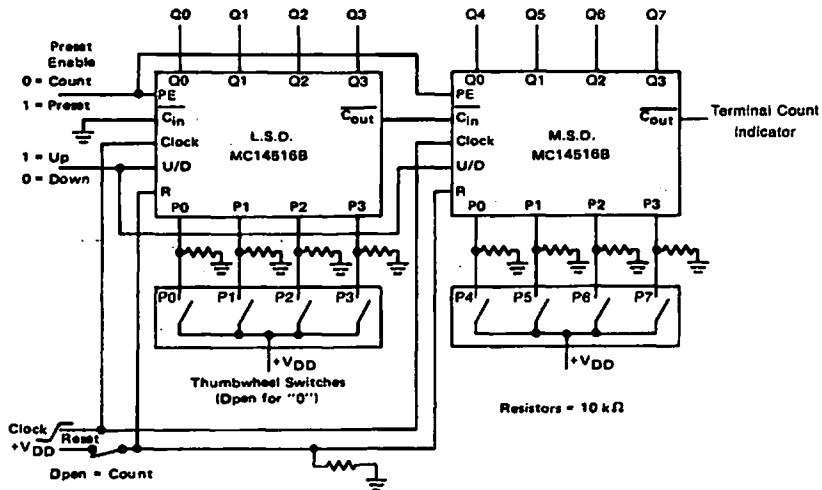 Q0 Q1 Q2 Q3 Q4 Q5 Q6 Q7
Preset
Enable
0 = Count
1 = Preset
Q0 Q1 Q2 Q3
PE
C̅in
Clock
U/D
R
L.S.D.
MC14516B
C̅out
P0 P1 P2 P3
Q0 Q1 Q2 Q3
PE
C̅in
Clock
U/D
R
M.S.D.
MC14516B
C̅out
P0 P1 P2 P3
Terminal Count
Indicator
1 = Up
0 = Down
P0 P1 P2 P3
+VDD
Thumbwheel Switches
(Open for "0")
P4 P5 P6 P7
+VDD
Resistors = 10 kΩ
Clock
+VDD
Reset
Open = Count